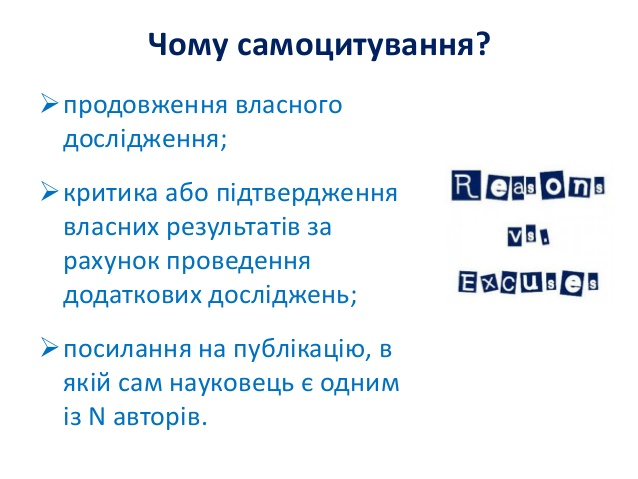 Чому самоцитування?
продовження власного
дослідження;
критика або підтвердження
власних результатів за
рахунок проведення
додаткових досліджень;
посилання на публікацію, в
якій сам науковець є одним
із N авторів.
Reasons
vs.
Excuses